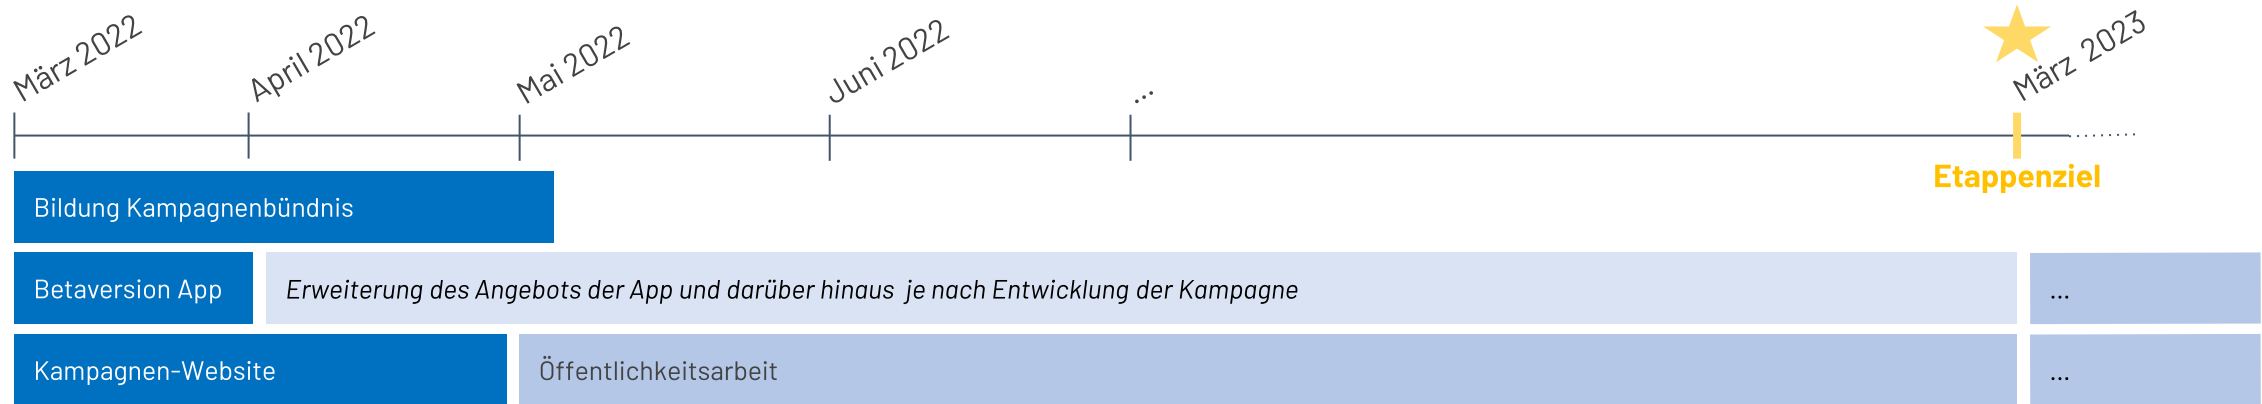 März 2022
April 2022
Mai 2022
Juni 2022
...
März 2023
Etappenziel
Bildung Kampagnenbündnis
Betaversion App
Erweiterung des Angebots der App und darüber hinaus je nach Entwicklung der Kampagne
...
Kampagnen-Website
Öffentlichkeitsarbeit
...